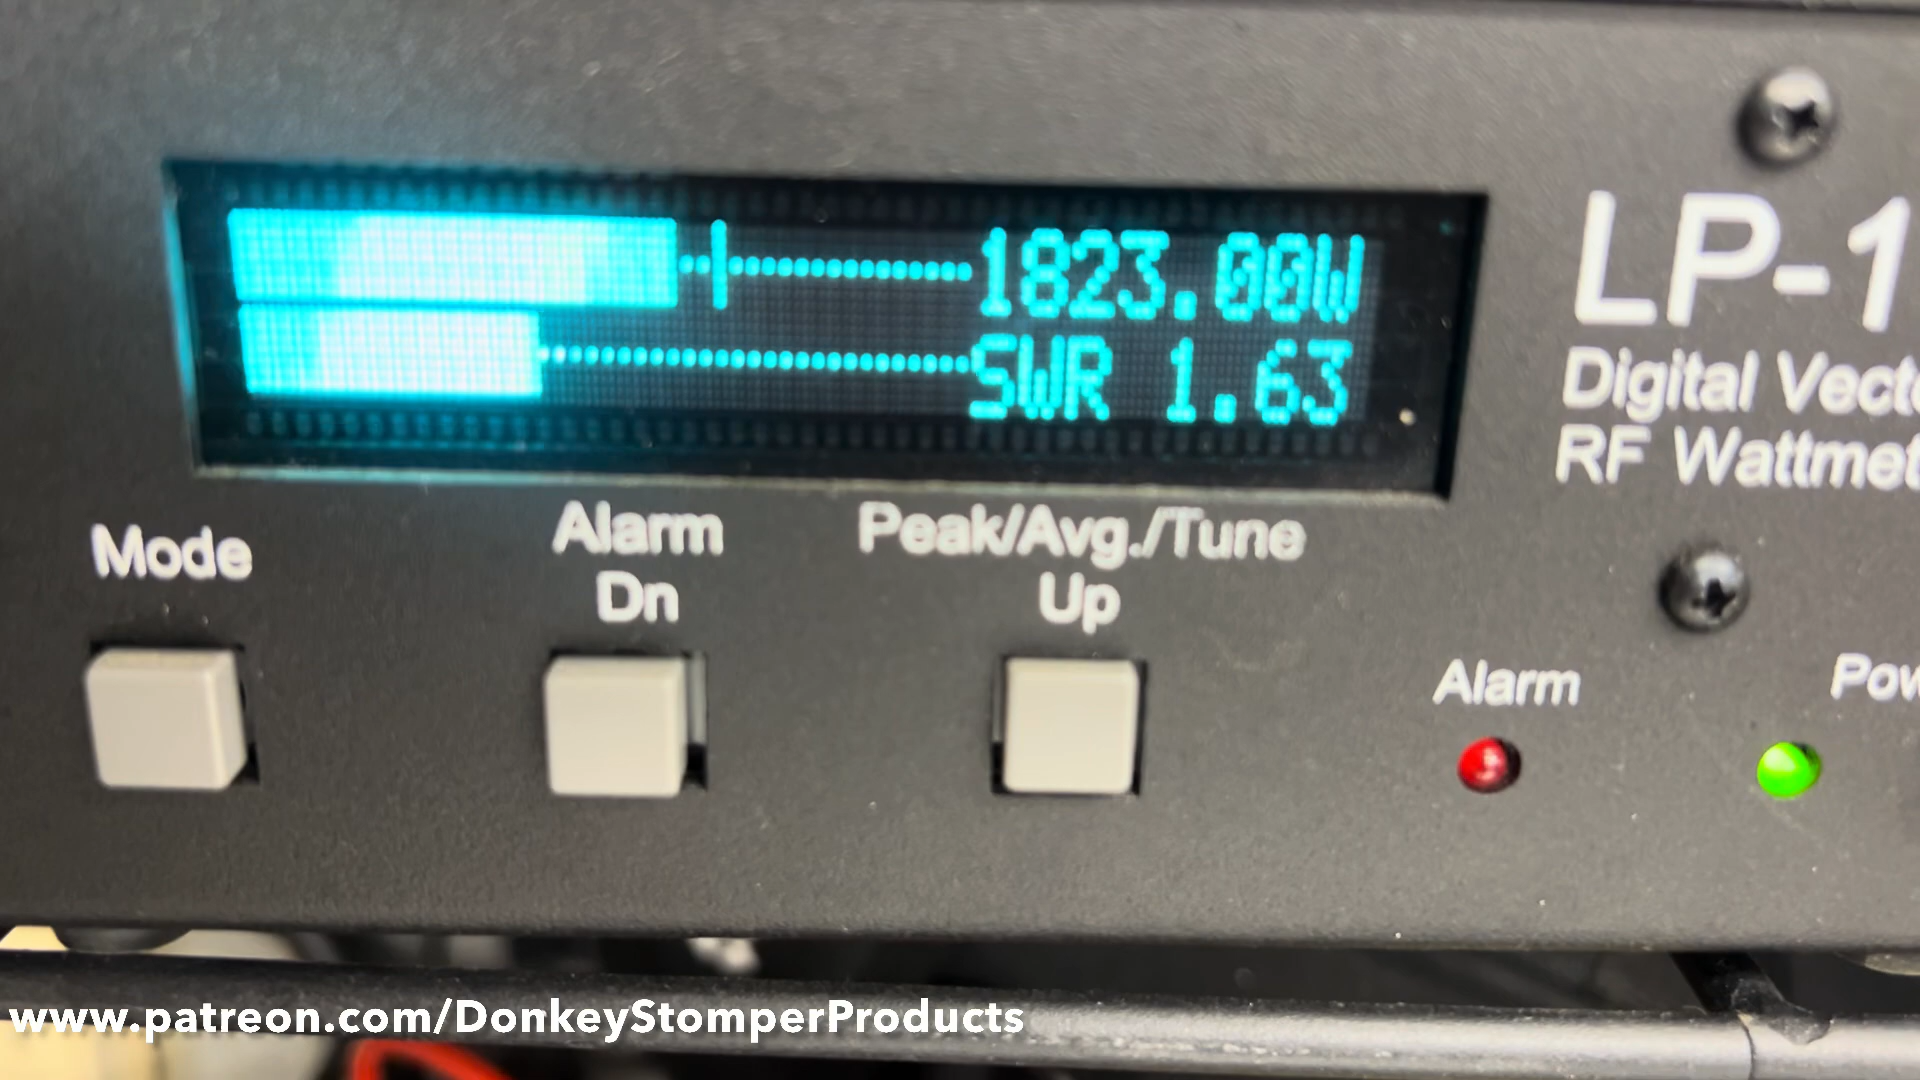 1823.00W
SWR 1.63
LP-1
Digital Vect
RF Wattmet
Mode
Alarm
Dn
Peak/Avg./Tune
Up
Alarm
Pow
www.patreon.com/DonkeyStomperProducts